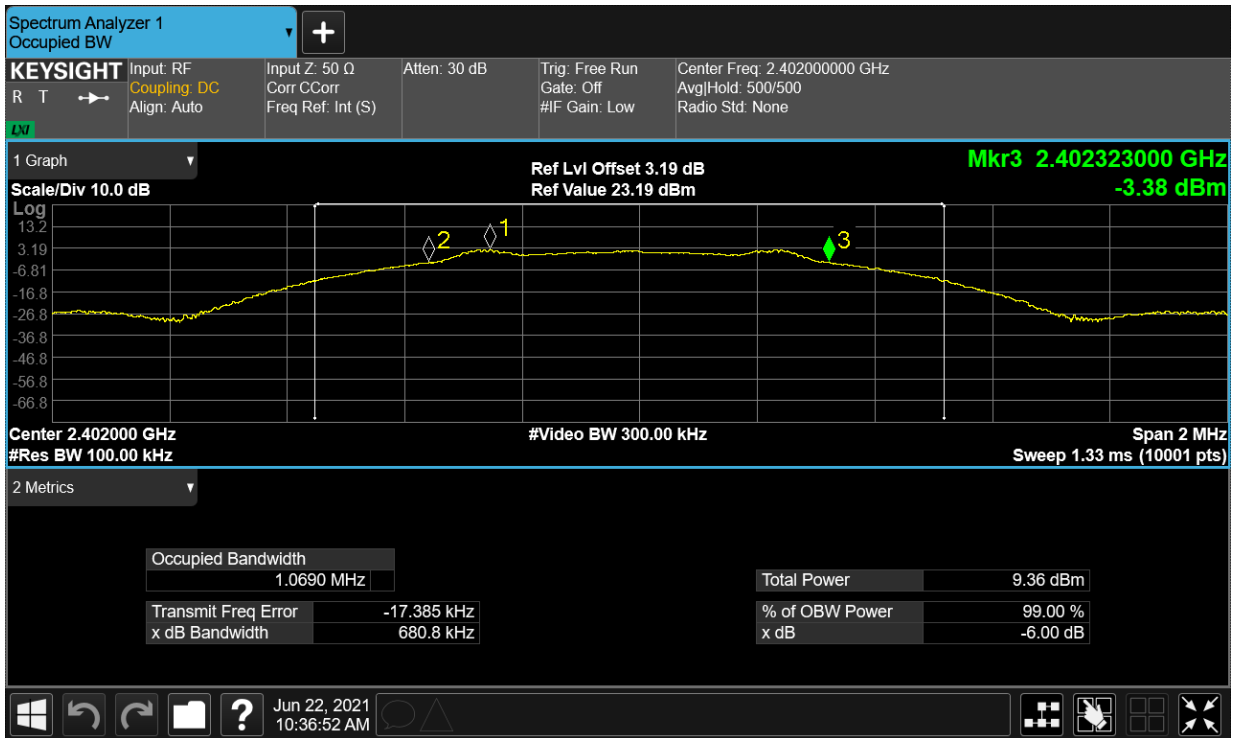 Spectrum Analyzer 1
Occupied BW
KEYSIGHT
R T
LXI
Input: RF
Coupling: DC
Align: Auto
Input Z: 50 Ω
Corr CCorr
Freq Ref: Int (S)
Atten: 30 dB
Trig: Free Run
Gate: Off
#IF Gain: Low
Center Freq: 2.402000000 GHz
Avg|Hold: 500/500
Radio Std: None
1 Graph
Scale/Div 10.0 dB
Ref Lvl Offset 3.19 dB
Ref Value 23.19 dBm
Mkr3 2.402323000 GHz
-3.38 dBm
Log
13.2
3.19
-6.81
-16.8
-26.8
-36.8
-46.8
-56.8
-66.8
2
1
3
Center 2.402000 GHz
#Video BW 300.00 kHz
Span 2 MHz
#Res BW 100.00 kHz
Sweep 1.33 ms (10001 pts)
2 Metrics
Occupied Bandwidth
1.0690 MHz
Total Power 9.36 dBm
Transmit Freq Error -17.385 kHz
% of OBW Power 99.00 %
x dB Bandwidth 680.8 kHz
x dB -6.00 dB
?
Jun 22, 2021
10:36:52 AM